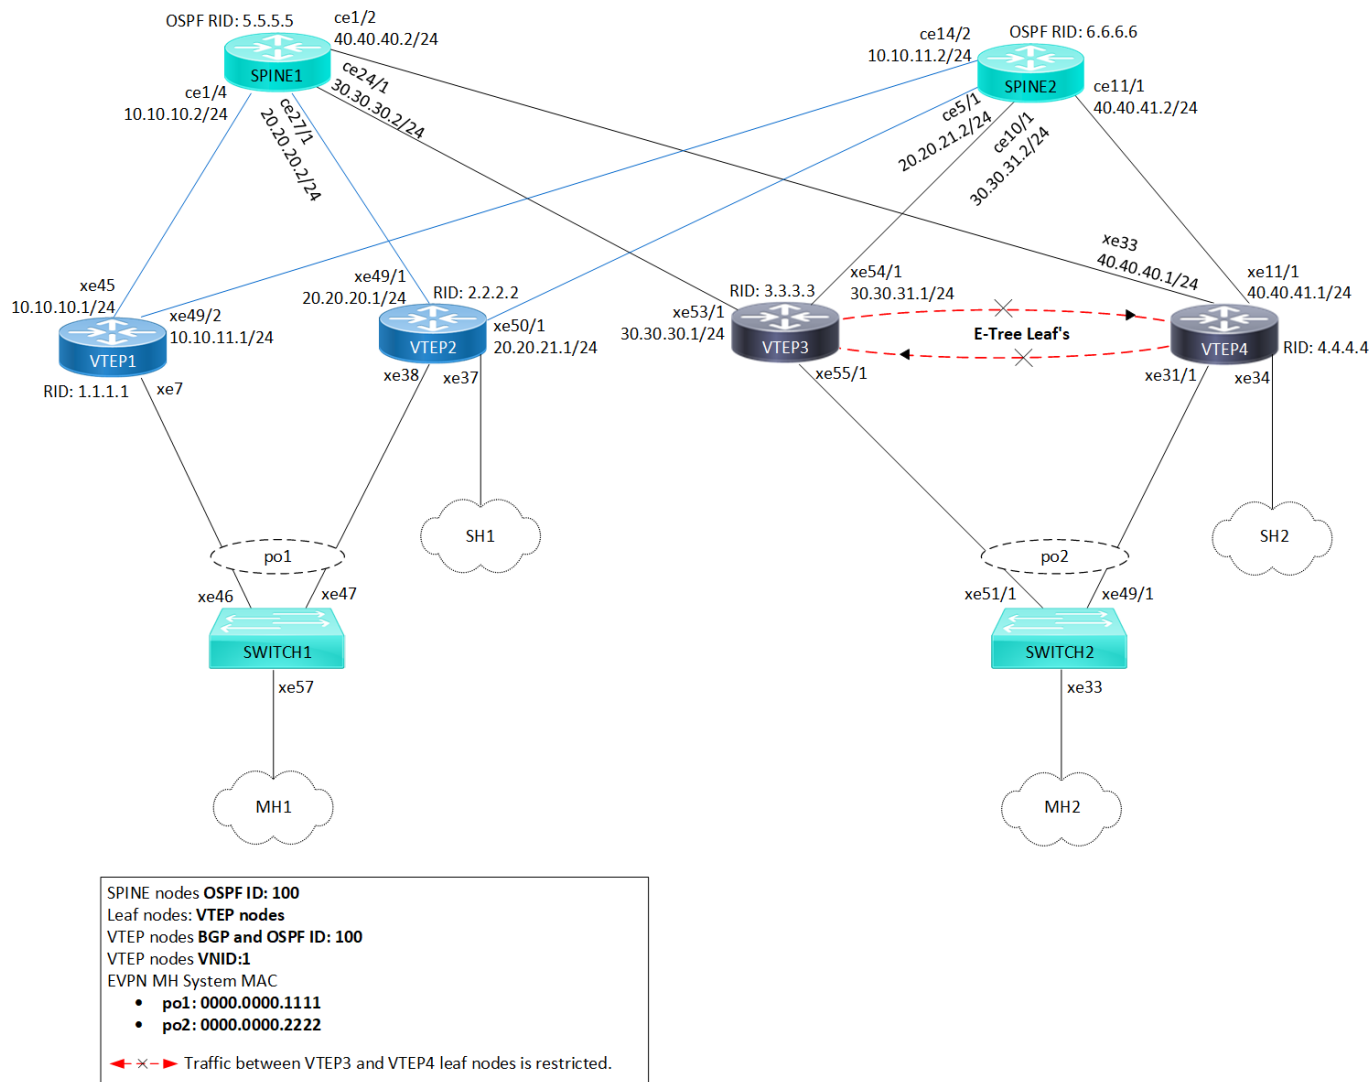 OSPF RID: 5.5.5.5
ce1/2
40.40.40.2/24
SPINE1
ce24/1
30.30.30.2/24
ce1/4
10.10.10.2/24
ce27/1
20.20.20.2/24
ce14/2
10.10.11.2/24
OSPF RID: 6.6.6.6
SPINE2
ce11/1
40.40.41.2/24
ce5/1
20.20.21.2/24
ce10/1
30.30.31.2/24
xe45
10.10.10.1/24
xe49/2
10.10.11.1/24
VTEP1
RID: 1.1.1.1
xe7
xe49/1
20.20.20.1/24
RID: 2.2.2.2
xe50/1
20.20.21.1/24
VTEP2
xe38
xe37
RID: 3.3.3.3
xe53/1
30.30.30.1/24
xe54/1
30.30.31.1/24
VTEP3
xe55/1
E-Tree Leaf's
xe33
40.40.40.1/24
xe11/1
40.40.41.1/24
VTEP4
RID: 4.4.4.4
xe31/1
xe34
SH1
SH2
po1
po2
xe46
xe47
xe51/1
xe49/1
SWITCH1
SWITCH2
xe57
xe33
MH1
MH2
SPINE nodes OSPF ID: 100
Leaf nodes: VTEP nodes
VTEP nodes BGP and OSPF ID: 100
VTEP nodes VNID:1
EVPN MH System MAC
• po1: 0000.0000.1111
• po2: 0000.0000.2222
Traffic between VTEP3 and VTEP4 leaf nodes is restricted.